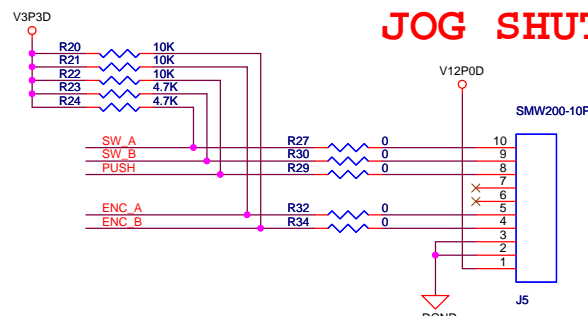 JOG SHUT
V3P3D
R20 10K
R21 10K
R22 10K
R23 4.7K
R24 4.7K
V12P0D
SMW200-10P
SW_A R27 0 10
SW_B R30 0 9
PUSH R29 0 8
7
6
ENC_A R32 0 5
ENC_B R34 0 4
3
2
1
J5
DGND